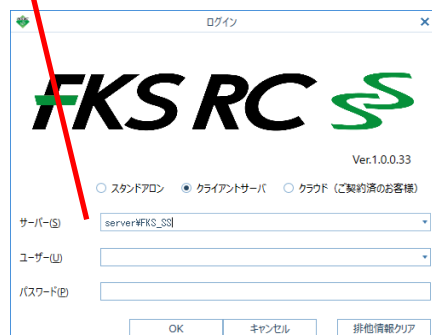 ログイン
FKS RC
Ver.1.0.0.33
スタンドアロン クライアントサーバ クラウド (ご契約済のお客様)
サーバー(S) server¥FKS_SS
ユーザー(U)
パスワード(P)
OK キャンセル 排他情報クリア